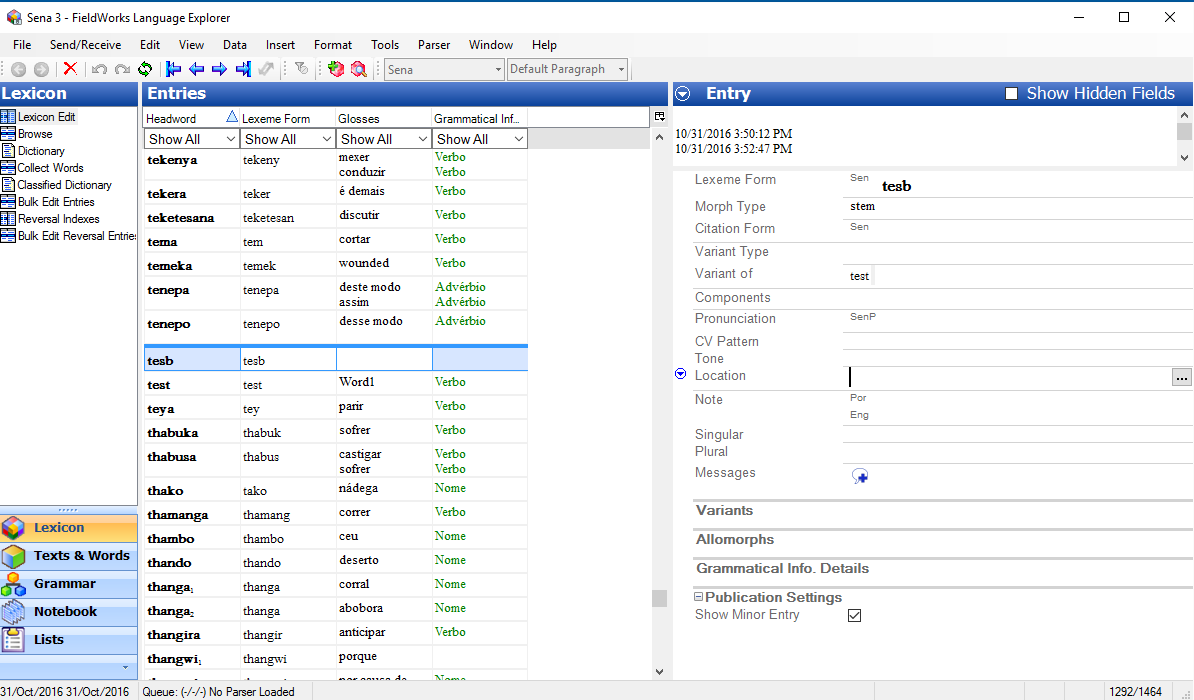 Sena 3 - FieldWorks Language Explorer
File Send/Receive Edit View Data Insert Format Tools Parser Window Help
Sena Default Paragraph
Lexicon
Lexicon Edit
Browse
Dictionary
Collect Words
Classified Dictionary
Bulk Edit Entries
Reversal Indexes
Bulk Edit Reversal Entries
Lexicon
Texts & Words
Grammar
Notebook
Lists
Entries
Headword Lexeme Form Glosses Grammatical Inf...
Show All Show All Show All Show All
tekenya tekeny mexer Verbo
conduzir Verbo
tekera teker é demais Verbo
teketesana teketesan discutir Verbo
tema tem cortar Verbo
temeka temek wounded Verbo
tenepa tenepa deste modo Advérbio
assim Advérbio
tenepo tenepo desse modo Advérbio
tesb tesb
test test Word1 Verbo
teya tey parir Verbo
thabuka thabuk sofrer Verbo
thabusa thabus castigar Verbo
sofrer Verbo
thako tako nádega Nome
thamanga thamang correr Verbo
thambo thambo ceu Nome
thando thando deserto Nome
thanga₁ thanga corral Nome
thanga₂ thanga abobora Nome
thangira thangir anticipar Verbo
thangwi₁ thangwi porque
por causa de
Entry Show Hidden Fields
10/31/2016 3:50:12 PM
10/31/2016 3:52:47 PM
Lexeme Form Sen tesb
Morph Type stem
Citation Form Sen
Variant Type
Variant of test
Components
Pronunciation SenP
CV Pattern
Tone
Location ...
Note Por
Eng
Singular
Plural
Messages
Variants
Allomorphs
Grammatical Info. Details
Publication Settings
Show Minor Entry
31/Oct/2016 31/Oct/2016 Queue: (-/-/-) No Parser Loaded 1292/1464